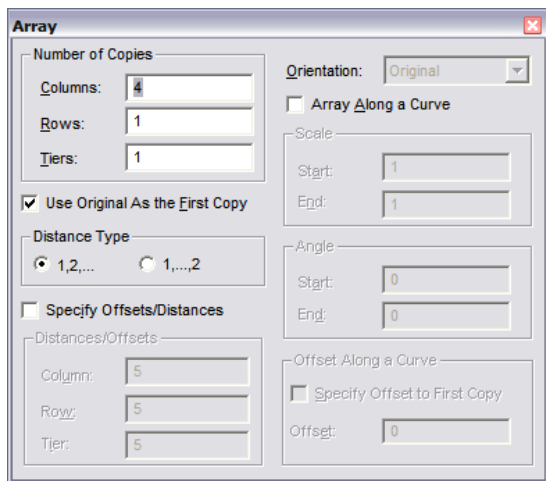 Array
Number of Copies
Columns: 4
Rows: 1
Tiers: 1
Use Original As the First Copy
Distance Type
1,2,... 1,...,2
Specify Offsets/Distances
Distances/Offsets
Column: 5
Row: 5
Tier: 5
Orientation: Original
Array Along a Curve
Scale
Start: 1
End: 1
Angle
Start: 0
End: 0
Offset Along a Curve
Specify Offset to First Copy
Offset: 0